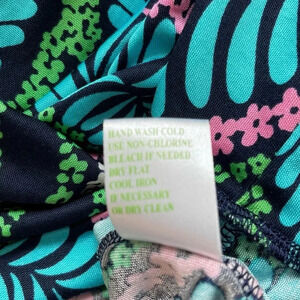 HAND WASH COLD
USE NON-CHLORINE
BLEACH IF NEEDED
DRY FLAT
COOL IRON
IF NECESSARY
OR DRY CLEAN